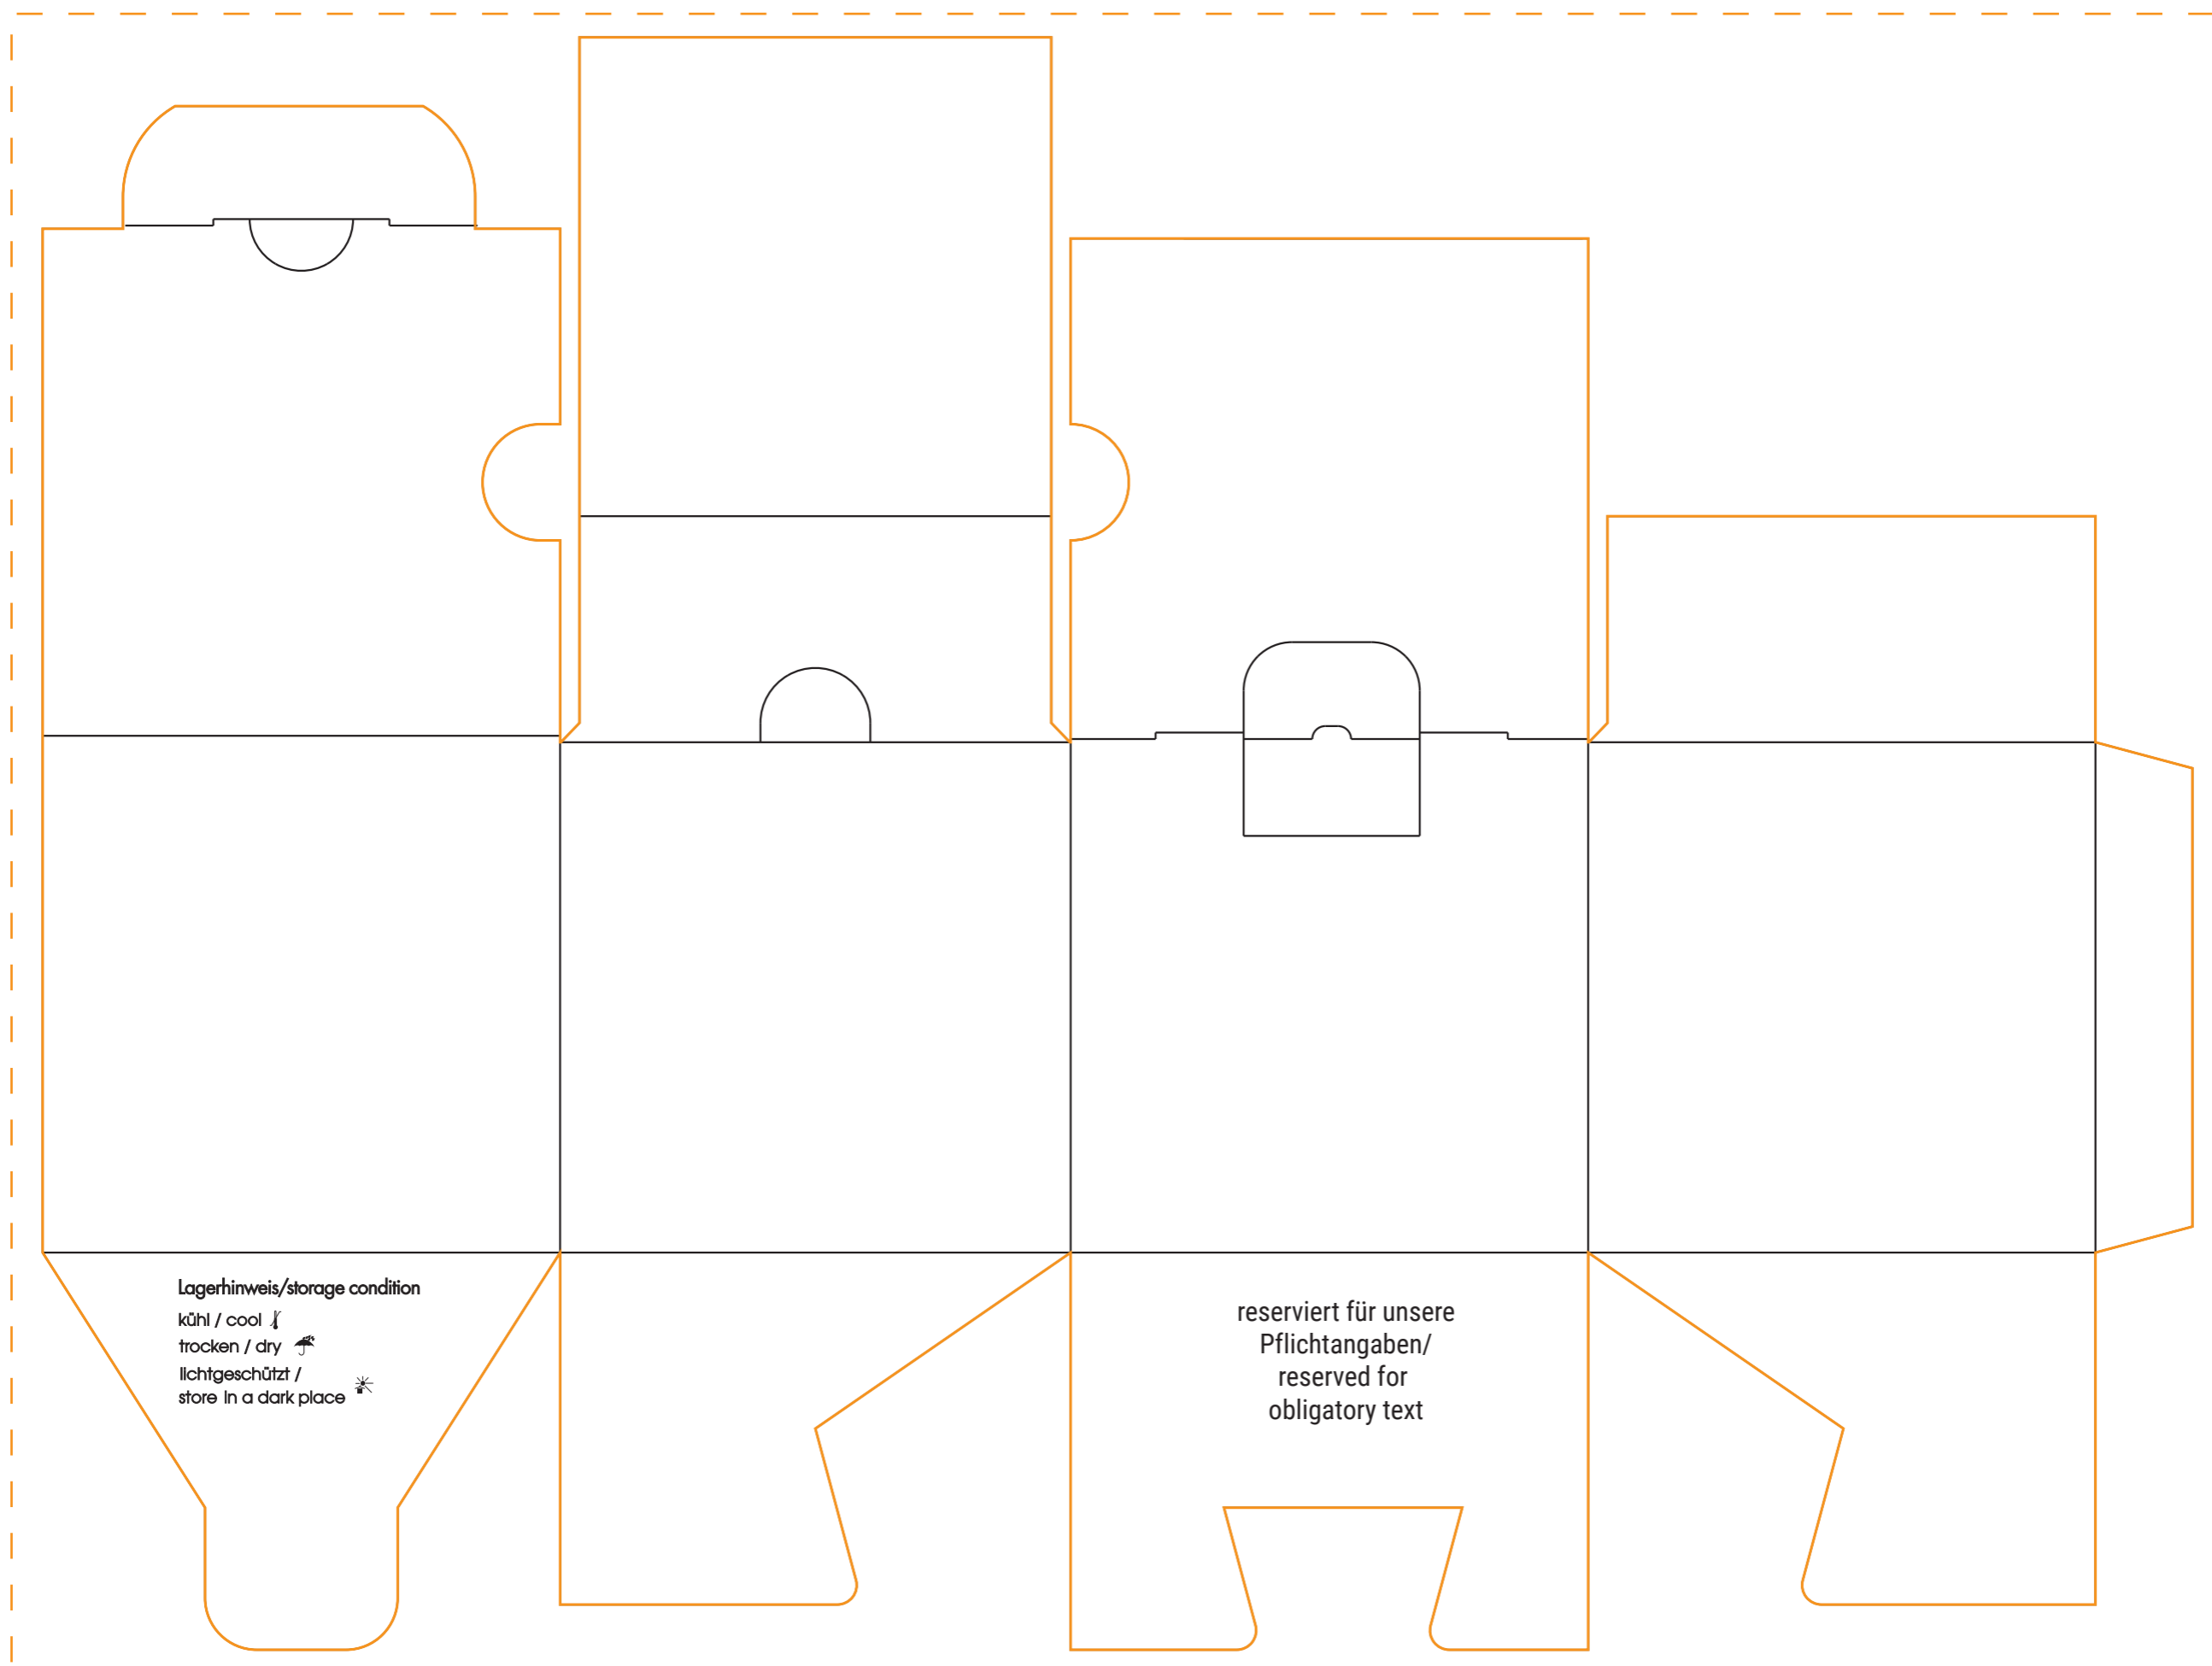 Lagerhinweis/storage condition
kühl / cool
trocken / dry
lichtgeschützt /
store in a dark place
reserviert für unsere
Pflichtangaben/
reserved for
obligatory text